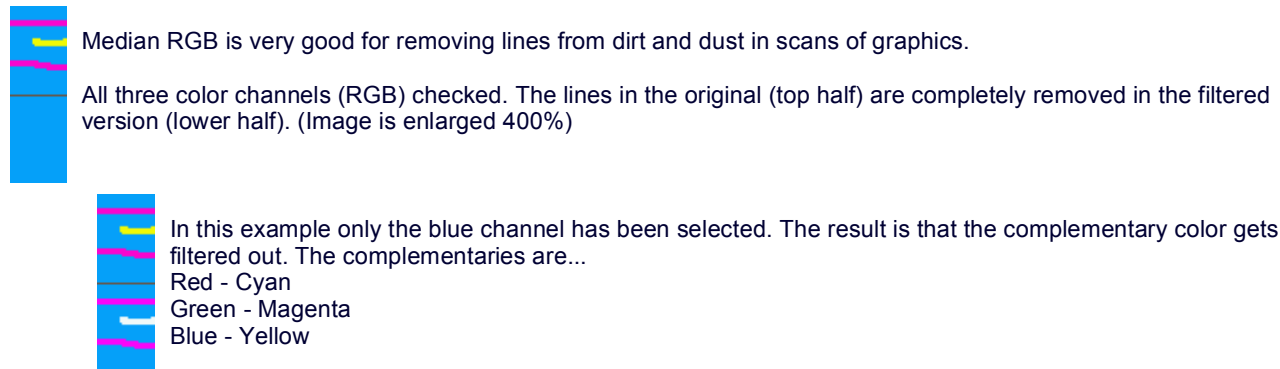 Median RGB is very good for removing lines from dirt and dust in scans of graphics.
All three color channels (RGB) checked. The lines in the original (top half) are completely removed in the filtered
version (lower half). (Image is enlarged 400%)
In this example only the blue channel has been selected. The result is that the complementary color gets
filtered out. The complementaries are...
Red - Cyan
Green - Magenta
Blue - Yellow